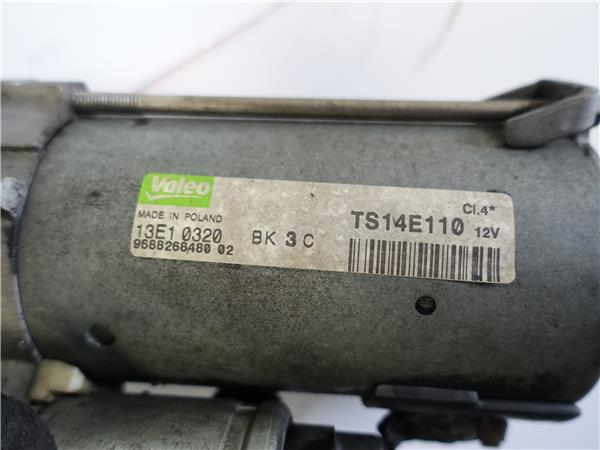 Valeo
MADE IN POLAND
13E1 0320 BK 3 C
9688268480 02
Cl.4*
TS14E110 12V